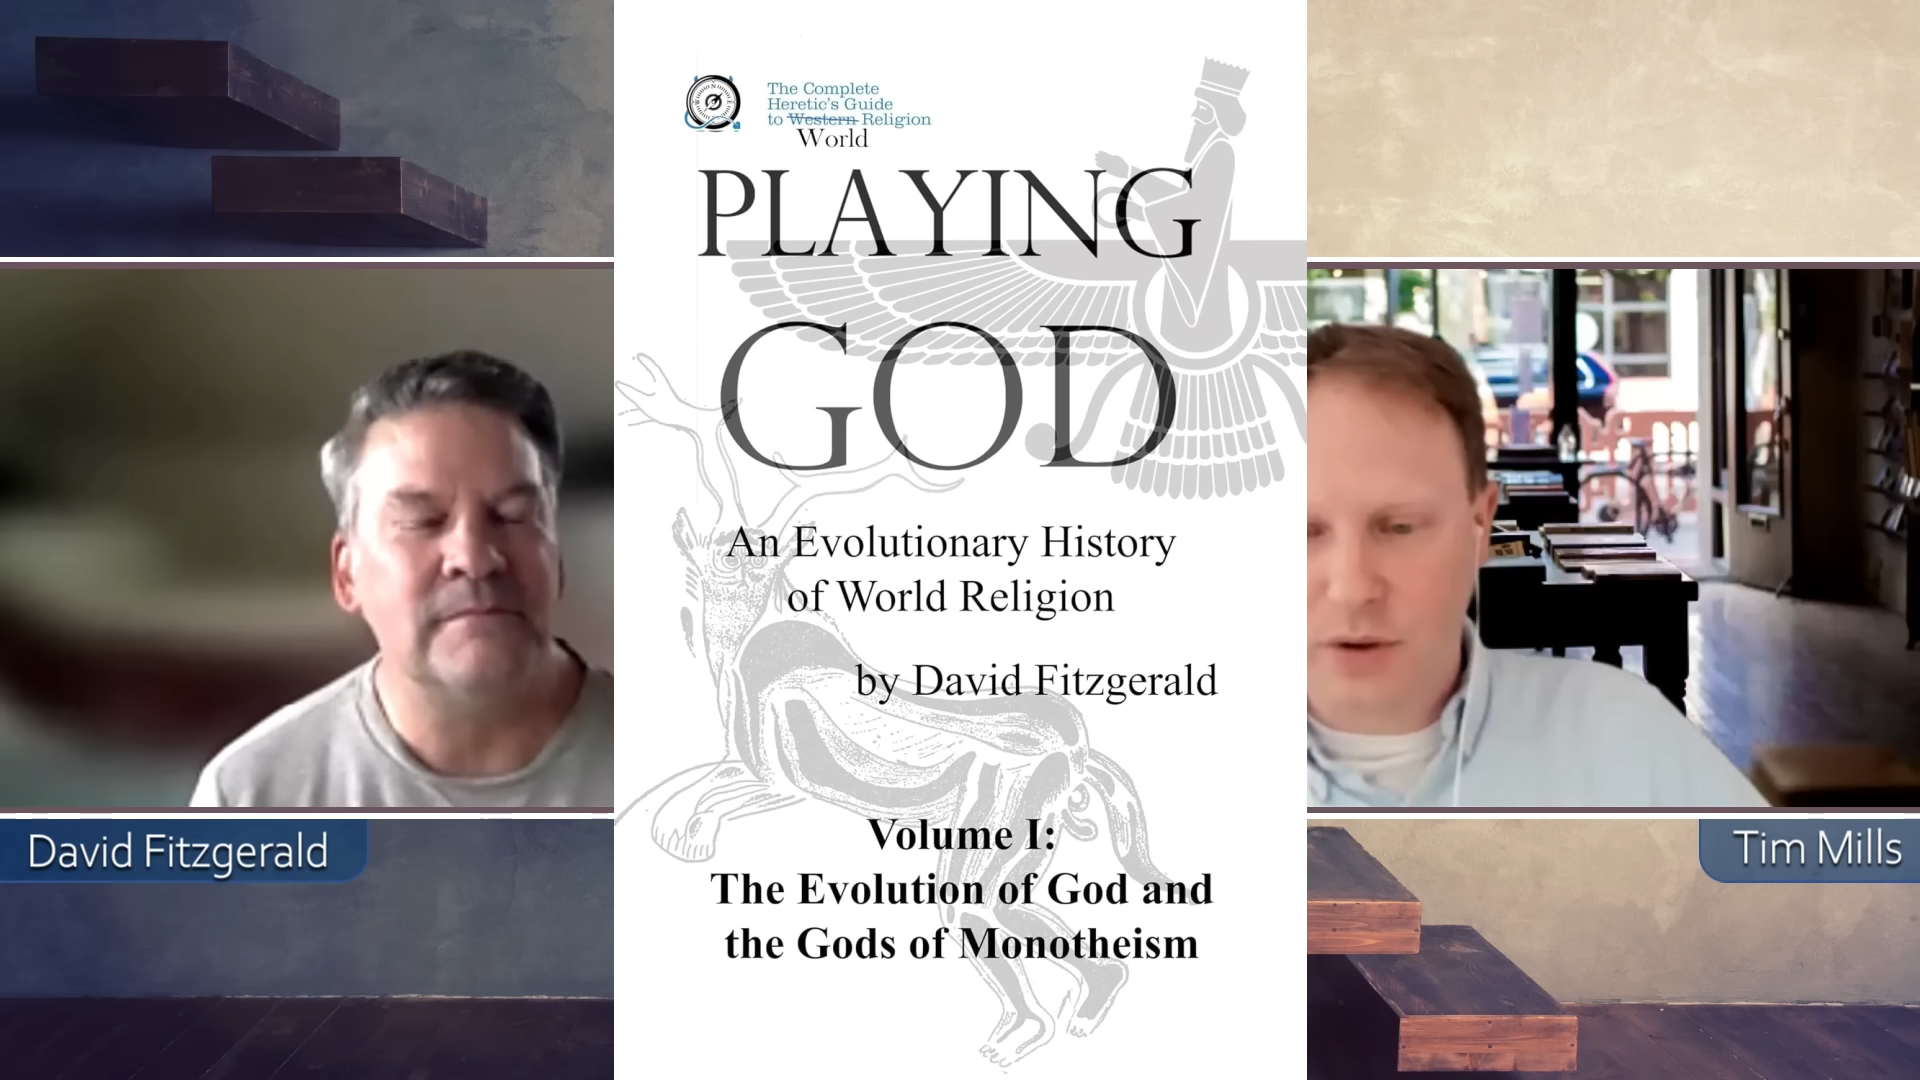 The Complete
Heretic's Guide
to Western Religion
World
PLAYING
GOD
An Evolutionary History
of World Religion
by David Fitzgerald
Volume I:
The Evolution of God and
the Gods of Monotheism
David Fitzgerald
Tim Mills